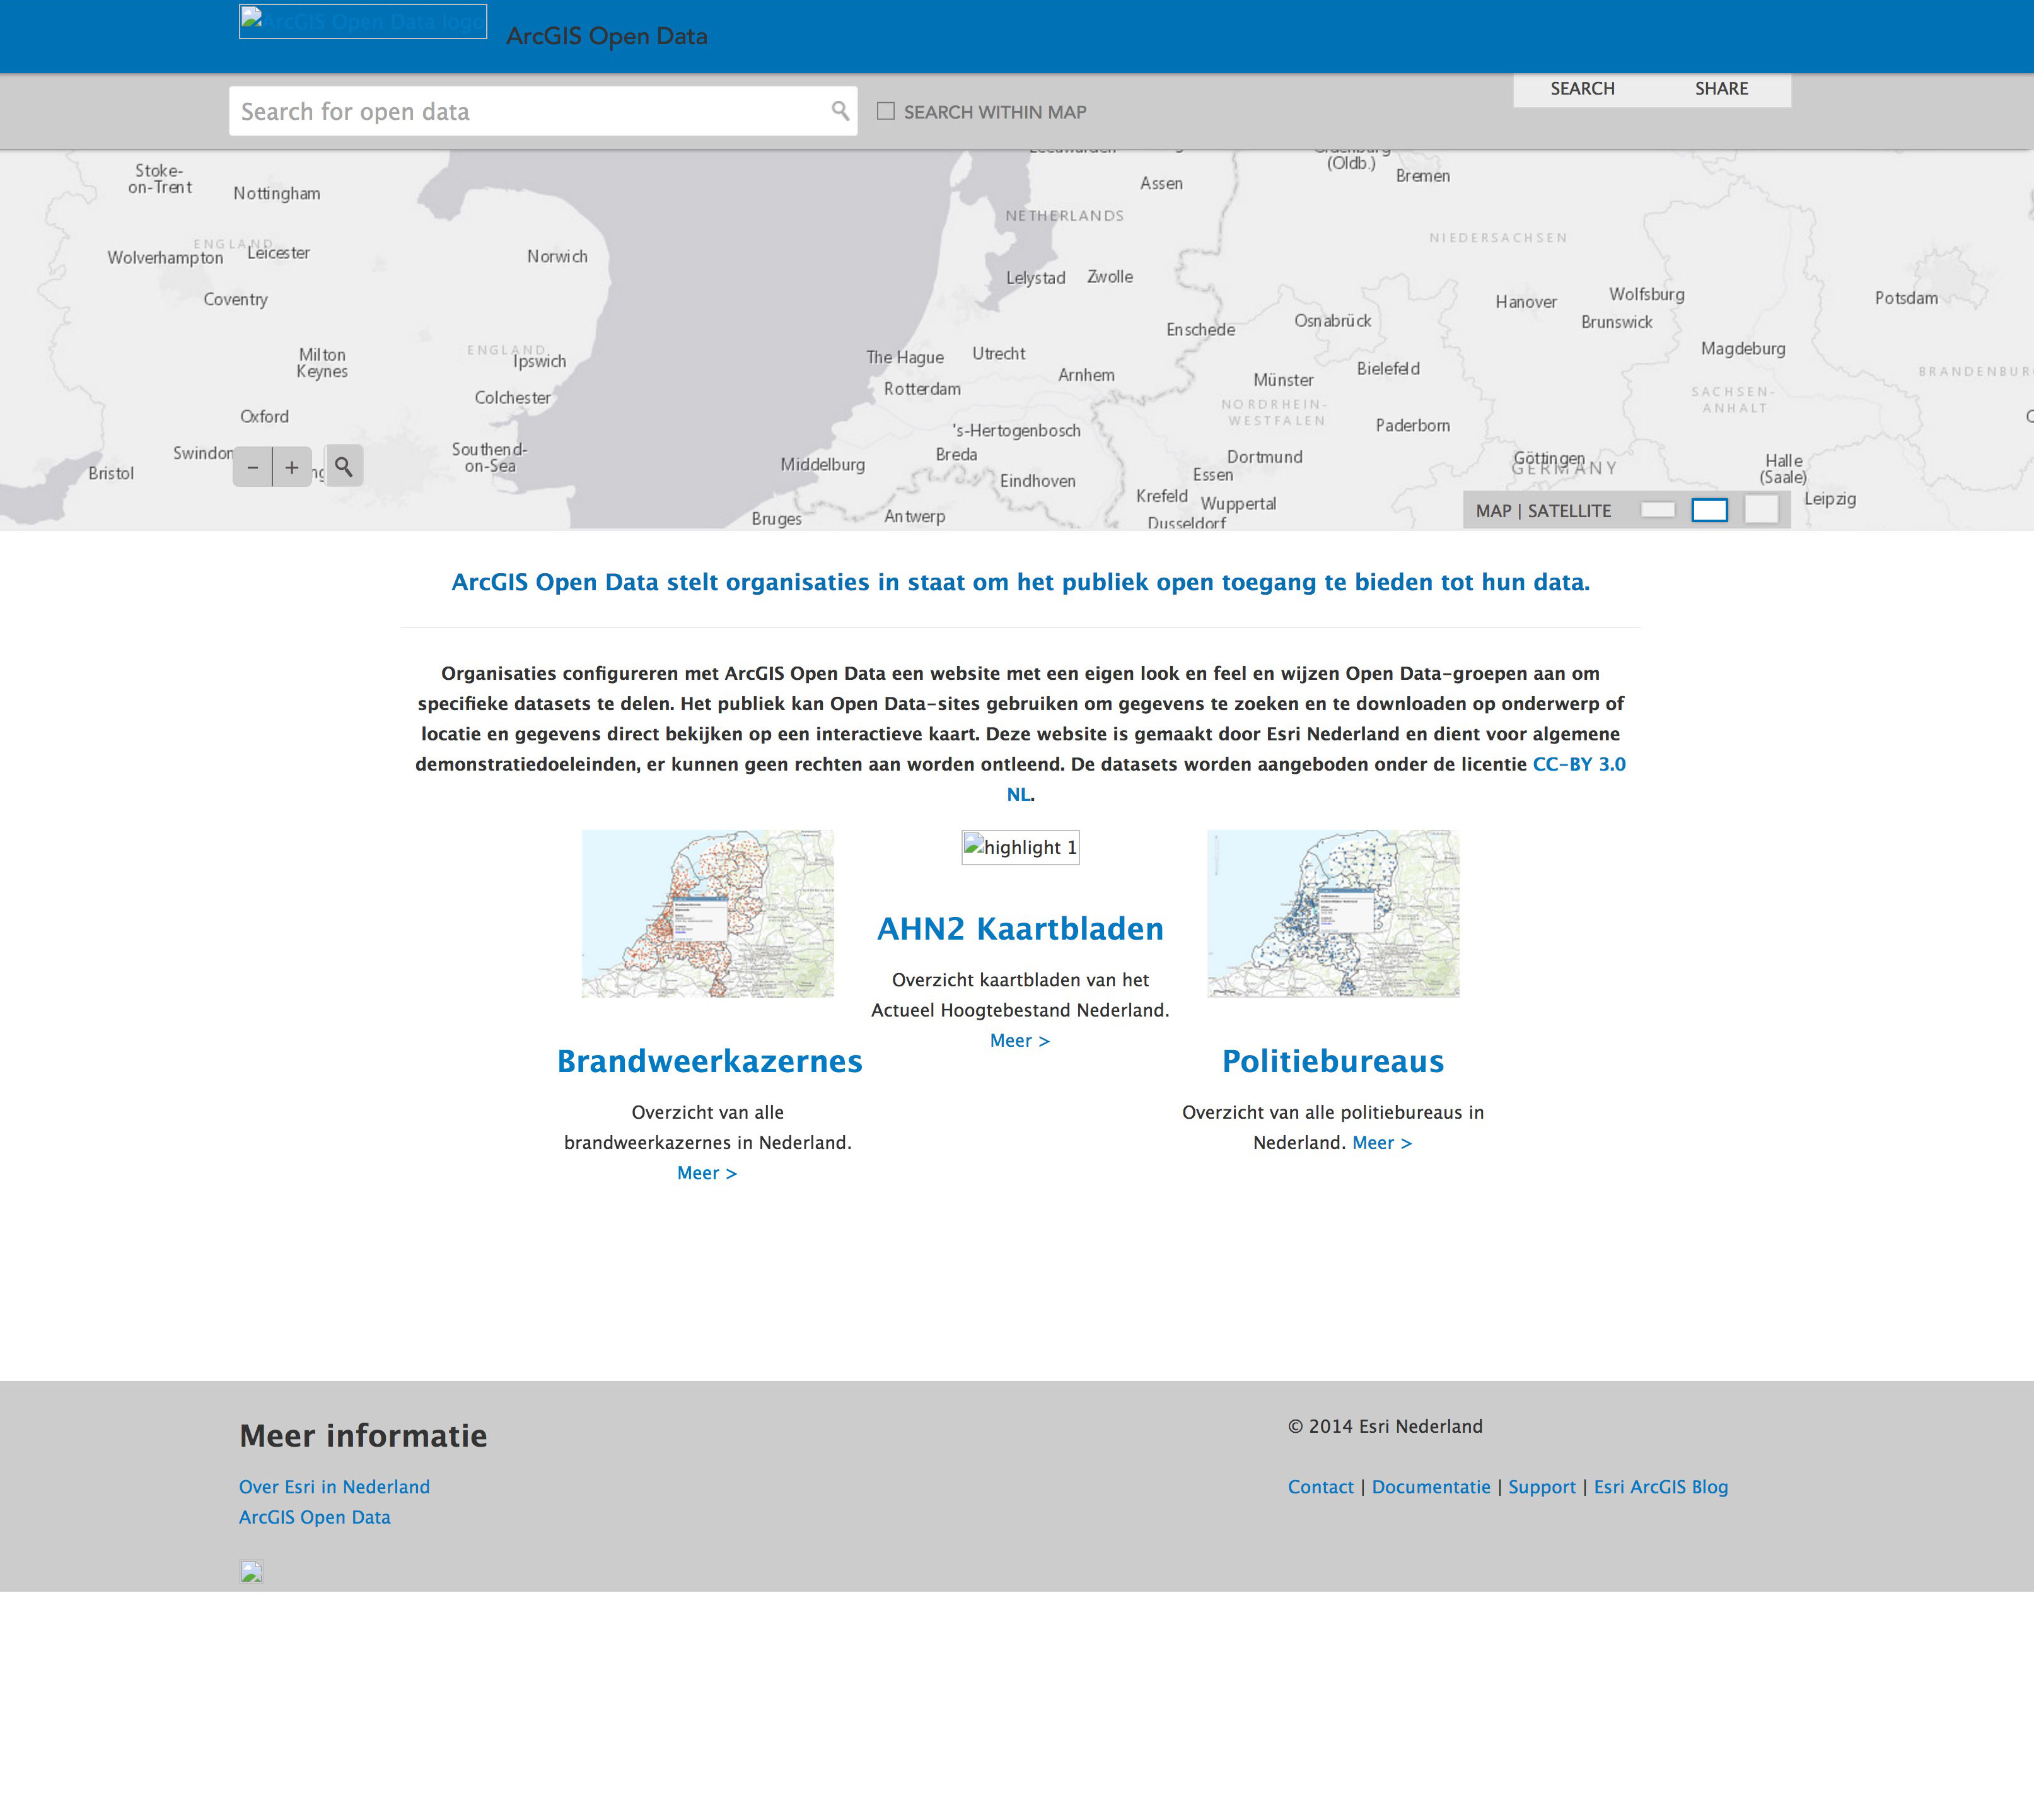 ArcGIS Open Data logo
ArcGIS Open Data
Search for open data
SEARCH WITHIN MAP
SEARCH
SHARE
(Oldb.)
Bremen
Stoke-
on-Trent
Nottingham
Assen
NETHERLANDS
NIEDERSACHSEN
ENGLAND
Wolverhampton
Leicester
Norwich
Lelystad
Zwolle
Coventry
Hanover
Wolfsburg
Potsdam
Enschede
Osnabrück
Brunswick
Milton
Keynes
ENGLAND
Ipswich
The Hague
Utrecht
Magdeburg
Arnhem
Bielefeld
Rotterdam
Münster
Colchester
SACHSEN-
ANHALT
NORDRHEIN-
WESTFALEN
Oxford
Paderborn
's-Hertogenbosch
Southend-
on-Sea
Breda
Dortmund
Göttingen
GERMANY
Halle
(Saale)
Bristol
Middelburg
Eindhoven
Essen
Krefeld
Wuppertal
Leipzig
Bruges
Antwerp
Dusseldorf
MAP | SATELLITE
ArcGIS Open Data stelt organisaties in staat om het publiek open toegang te bieden tot hun data.
Organisaties configureren met ArcGIS Open Data een website met een eigen look en feel en wijzen Open Data-groepen aan om
specifieke datasets te delen. Het publiek kan Open Data-sites gebruiken om gegevens te zoeken en te downloaden op onderwerp of
locatie en gegevens direct bekijken op een interactieve kaart. Deze website is gemaakt door Esri Nederland en dient voor algemene
demonstratiedoeleinden, er kunnen geen rechten aan worden ontleend. De datasets worden aangeboden onder de licentie CC-BY 3.0
NL.
Brandweerkazernes
Overzicht van alle
brandweerkazernes in Nederland.
Meer >
highlight 1
AHN2 Kaartbladen
Overzicht kaartbladen van het
Actueel Hoogtebestand Nederland.
Meer >
Politiebureaus
Overzicht van alle politiebureaus in
Nederland. Meer >
Meer informatie
Over Esri in Nederland
ArcGIS Open Data
© 2014 Esri Nederland
Contact | Documentatie | Support | Esri ArcGIS Blog